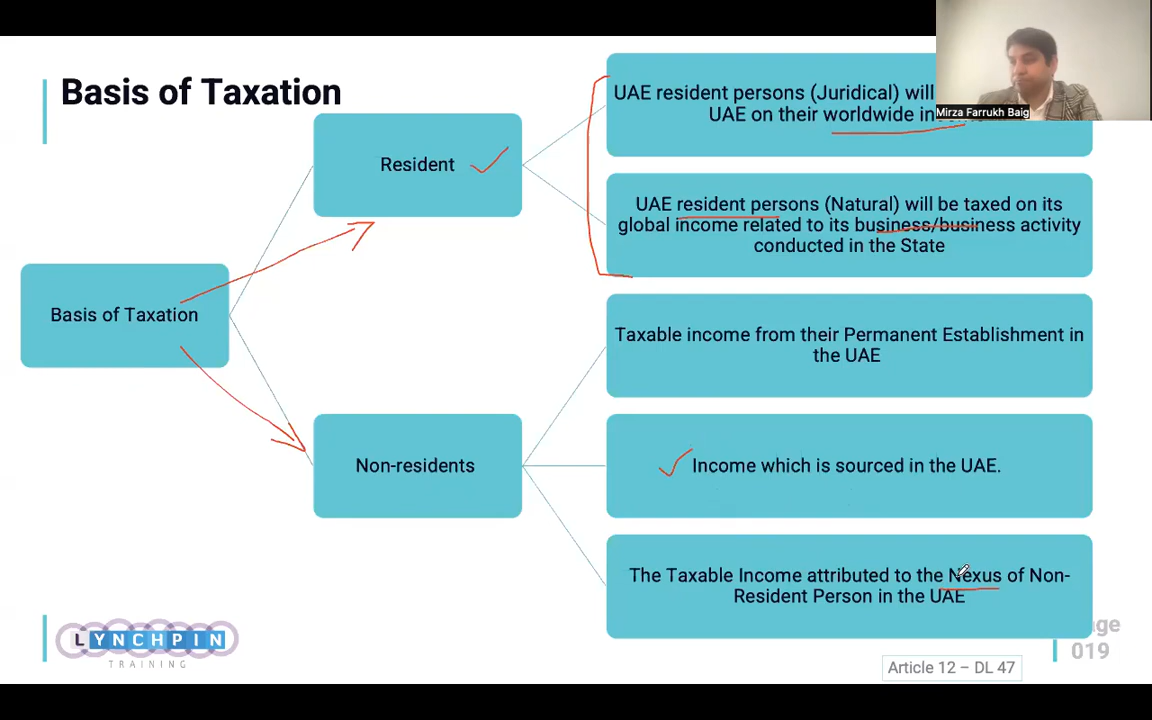 Basis of Taxation
UAE resident persons (Juridical) will
UAE on their worldwide
Mirza Farrukh Baig
Resident
UAE resident persons (Natural) will be taxed on its
global income related to its business/business activity
conducted in the State
Basis of Taxation
Taxable income from their Permanent Establishment in
the UAE
Non-residents
Income which is sourced in the UAE.
The Taxable Income attributed to the Nexus of Non-
Resident Person in the UAE
LYNCHPIN
TRAINING
019
Article 12 – DL 47